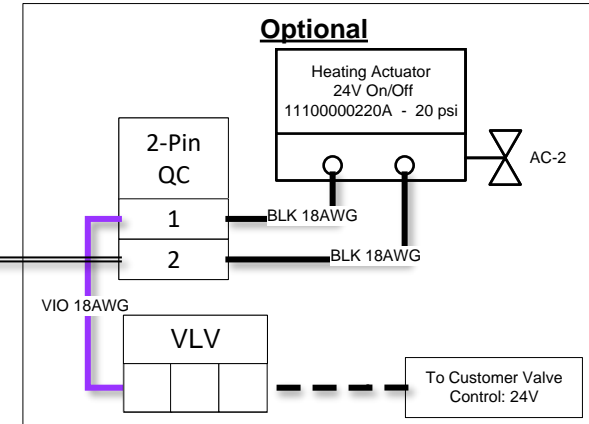 Optional
Heating Actuator
24V On/Off
11100000220A - 20 psi
AC-2
2-Pin
QC
1
BLK 18AWG
2
BLK 18AWG
VIO 18AWG
VLV
To Customer Valve
Control: 24V